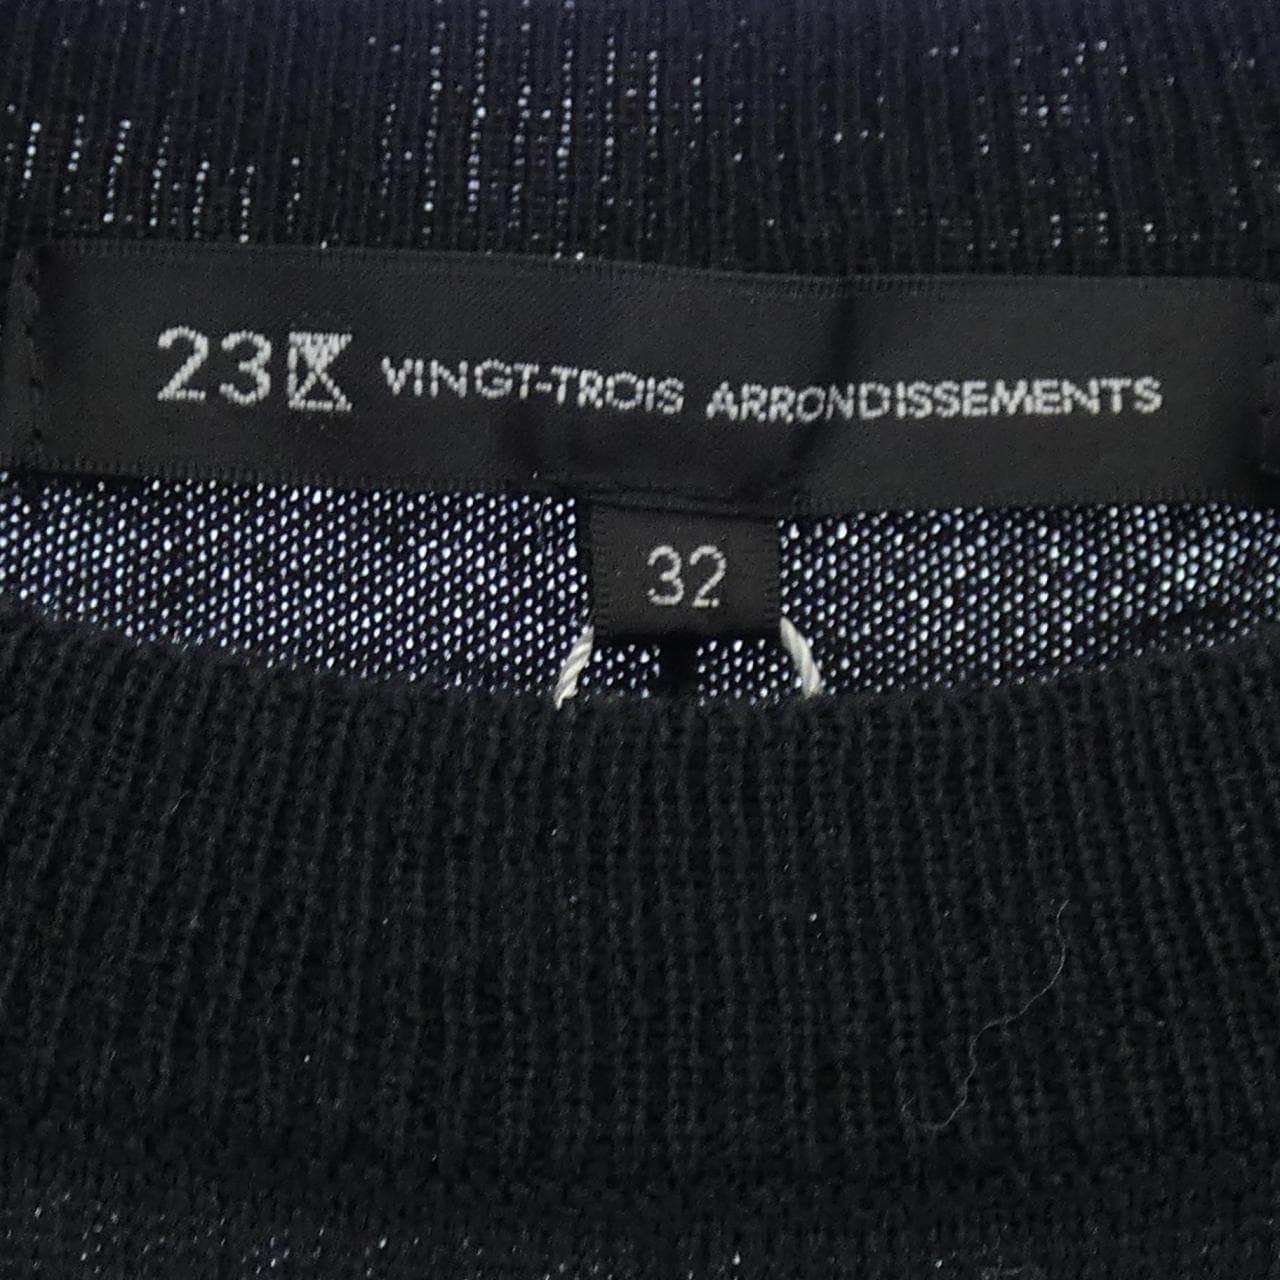 23区 VINGT-TROIS ARRONDISSEMENTS
32